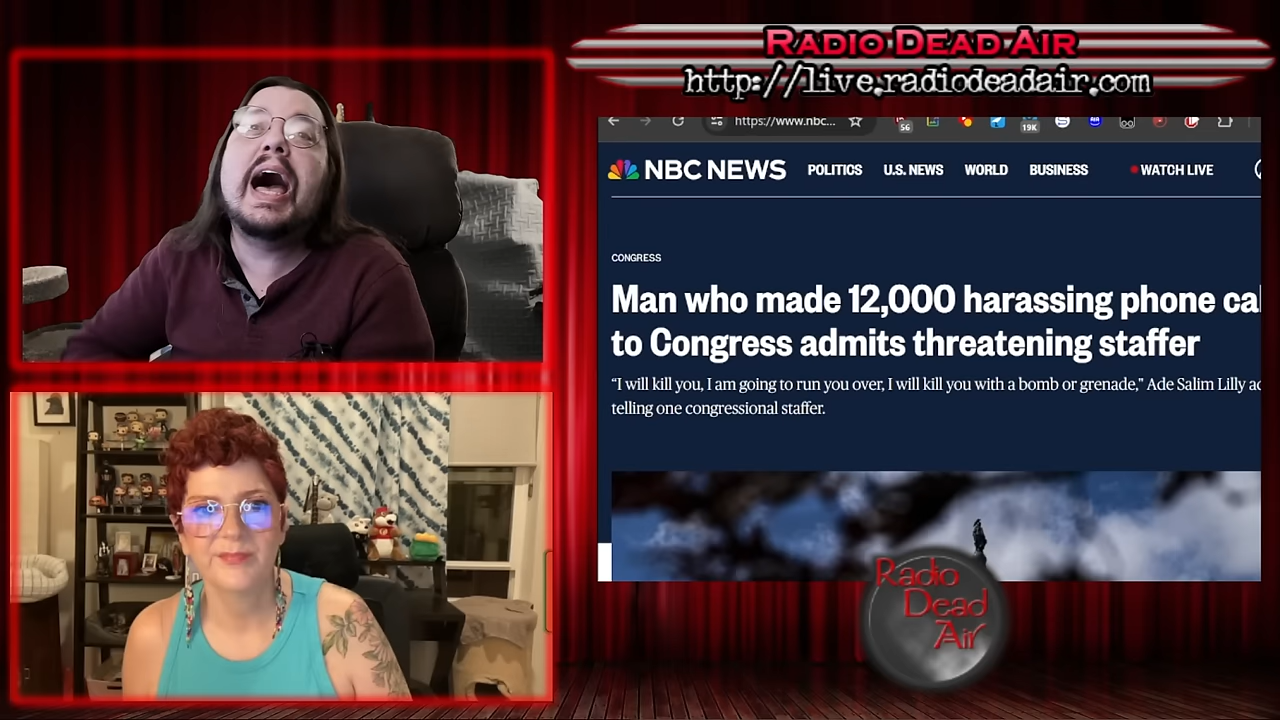 RADIO DEAD AIR
http://live.radiodeadair.com
https://www.nbc...
56
19K
NBC NEWS
POLITICS
U.S. NEWS
WORLD
BUSINESS
WATCH LIVE
CONGRESS
Man who made 12,000 harassing phone cal
to Congress admits threatening staffer
“I will kill you, I am going to run you over, I will kill you with a bomb or grenade,” Ade Salim Lilly ac
telling one congressional staffer.
Radio
Dead
Air